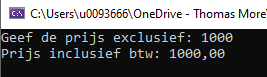 C:\Users\u0093666\OneDrive - Thomas More\
Geef de prijs exclusief: 1000
Prijs inclusief btw: 1000,00